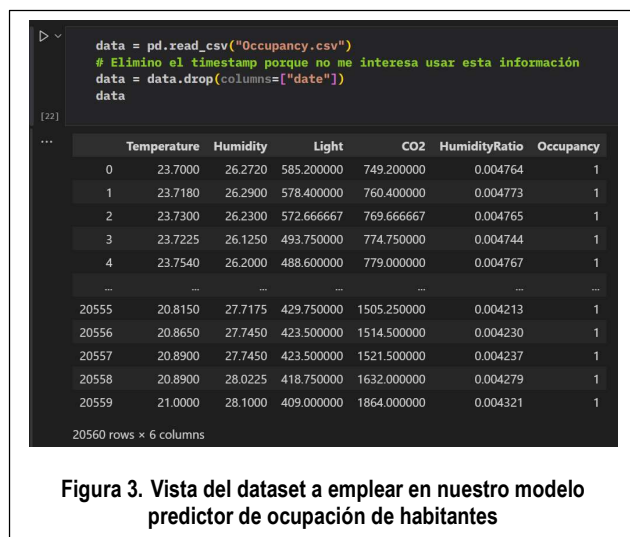 data = pd.read_csv("Occupancy.csv")
# Elimino el timestamp porque no me interesa usar esta información
data = data.drop(columns=["date"])
data
[22]
...
Temperature Humidity Light CO2 HumidityRatio Occupancy
0 23.7000 26.2720 585.200000 749.200000 0.004764 1
1 23.7180 26.2900 578.400000 760.400000 0.004773 1
2 23.7300 26.2300 572.666667 769.666667 0.004765 1
3 23.7225 26.1250 493.750000 774.750000 0.004744 1
4 23.7540 26.2000 488.600000 779.000000 0.004767 1
... ... ... ... ... ... ...
20555 20.8150 27.7175 429.750000 1505.250000 0.004213 1
20556 20.8650 27.7450 423.500000 1514.500000 0.004230 1
20557 20.8900 27.7450 423.500000 1521.500000 0.004237 1
20558 20.8900 28.0225 418.750000 1632.000000 0.004279 1
20559 21.0000 28.1000 409.000000 1864.000000 0.004321 1
20560 rows × 6 columns
Figura 3. Vista del dataset a emplear en nuestro modelo
predictor de ocupación de habitantes